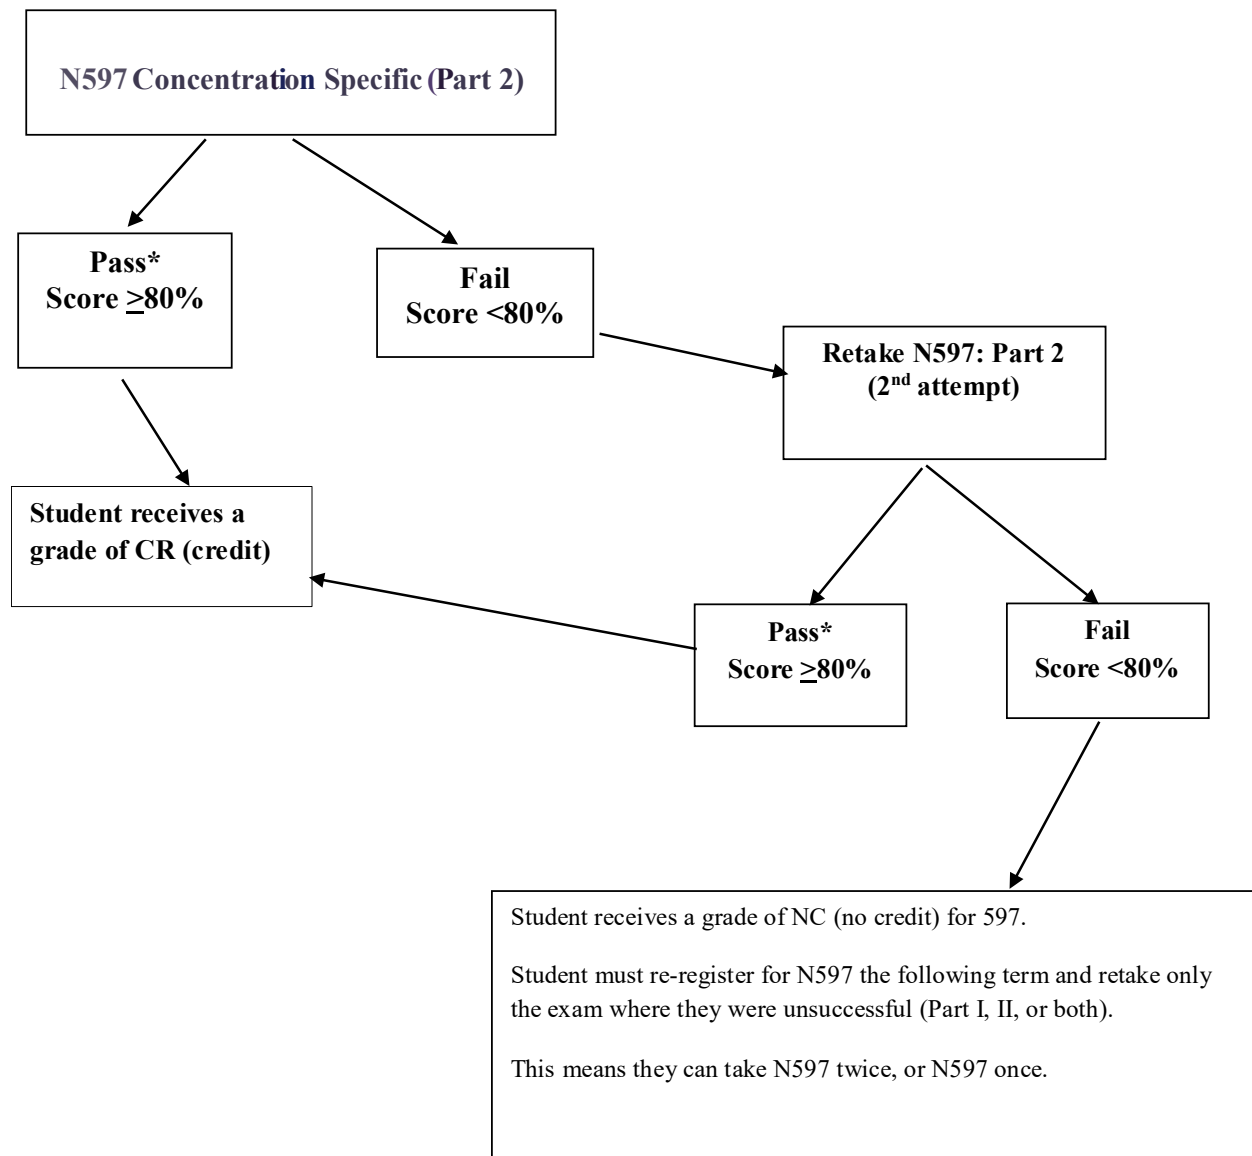 N597 Concentration Specific (Part 2)
Pass*
Score ≥80%
Fail
Score <80%
Retake N597: Part 2
(2nd attempt)
Student receives a
grade of CR (credit)
Pass*
Score ≥80%
Fail
Score <80%
Student receives a grade of NC (no credit) for 597.
Student must re-register for N597 the following term and retake only
the exam where they were unsuccessful (Part I, II, or both).
This means they can take N597 twice, or N597 once.